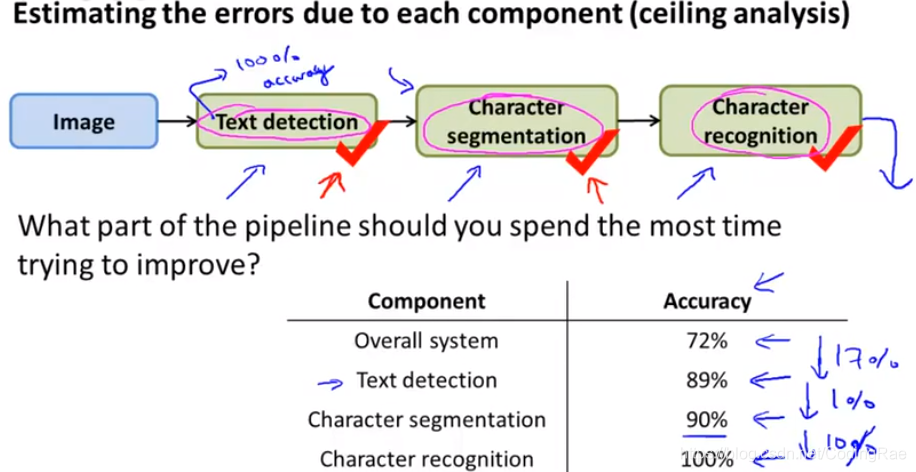 Estimating the errors due to each component (ceiling analysis)
100% accuracy
Image
Text detection
Character segmentation
Character recognition
What part of the pipeline should you spend the most time
trying to improve?
Component Accuracy
Overall system 72%
17%
Text detection 89%
1%
Character segmentation 90%
10%
Character recognition 100%